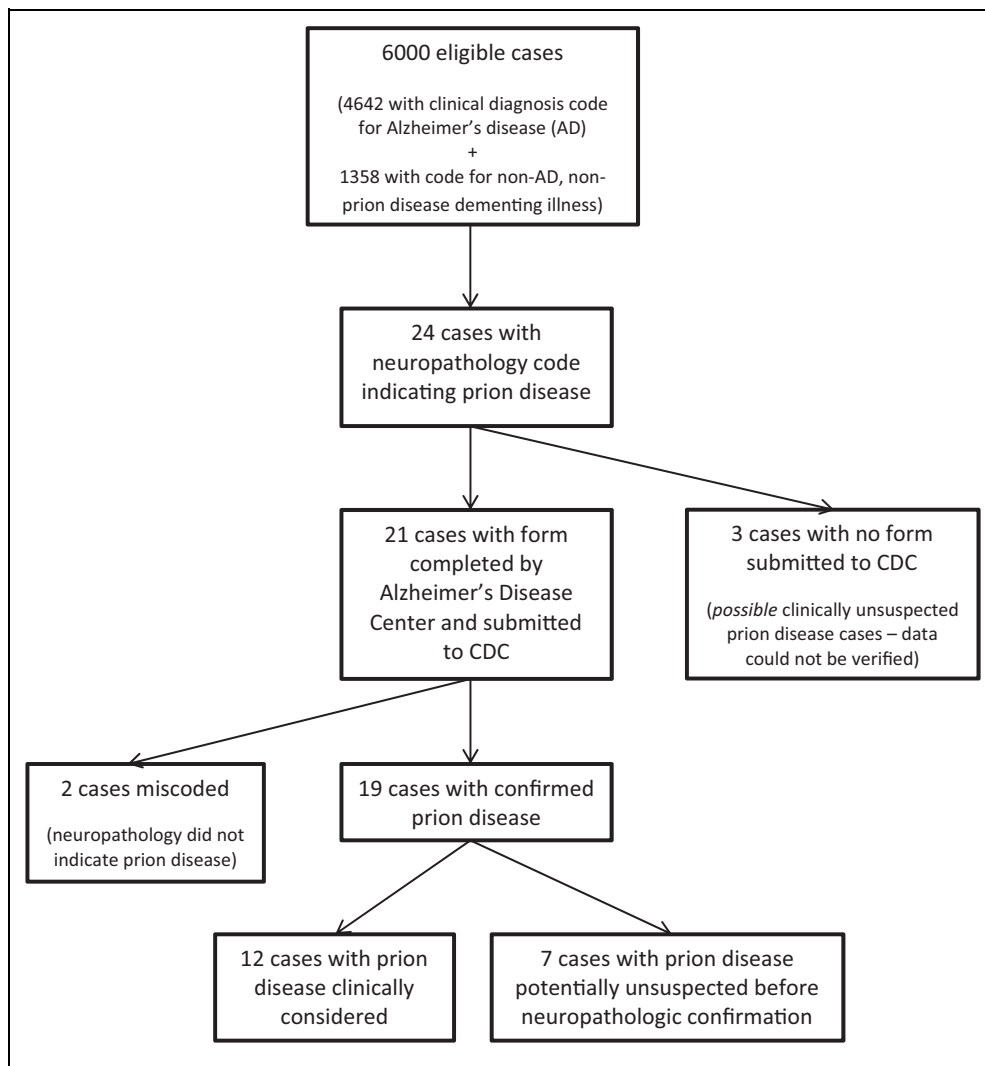 6000 eligible cases
(4642 with clinical diagnosis code
for Alzheimer's disease (AD)
+
1358 with code for non-AD, non-
prion disease dementing illness)
24 cases with
neuropathology code
indicating prion disease
21 cases with form
completed by
Alzheimer's Disease
Center and submitted
to CDC
3 cases with no form
submitted to CDC
(possible clinically unsuspected
prion disease cases – data
could not be verified)
2 cases miscoded
(neuropathology did not
indicate prion disease)
19 cases with confirmed
prion disease
12 cases with prion
disease clinically
considered
7 cases with prion disease
potentially unsuspected before
neuropathologic confirmation